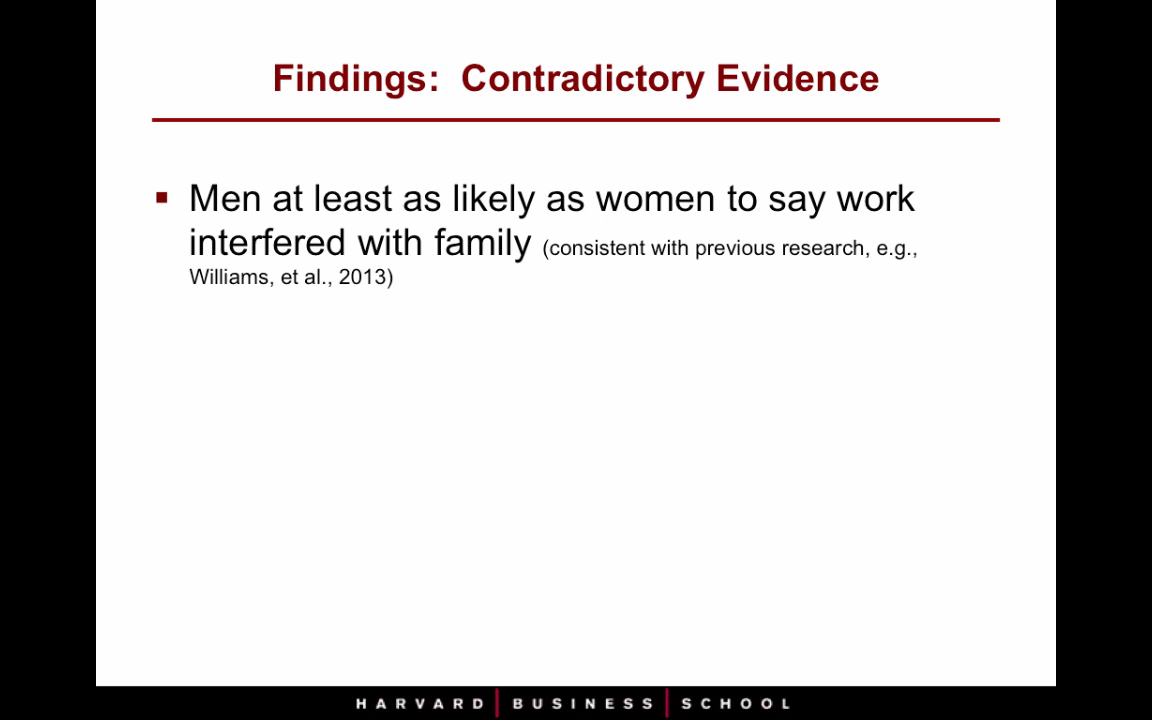 Findings: Contradictory Evidence
Men at least as likely as women to say work
interfered with family (consistent with previous research, e.g.,
Williams, et al., 2013)
HARVARD | BUSINESS | SCHOOL